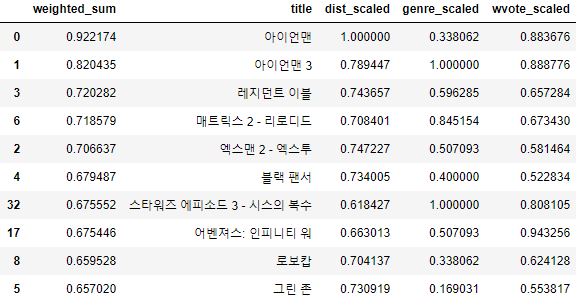 weighted_sum title dist_scaled genre_scaled wvote_scaled
0 0.922174 아이언맨 1.000000 0.338062 0.883676
1 0.820435 아이언맨 3 0.789447 1.000000 0.888776
3 0.720282 레지던트 이블 0.743657 0.596285 0.657284
6 0.718579 매트릭스 2 - 리로디드 0.708401 0.845154 0.673430
2 0.706637 엑스맨 2 - 엑스투 0.747227 0.507093 0.581464
4 0.679487 블랙 팬서 0.734005 0.400000 0.522834
32 0.675552 스타워즈 에피소드 3 - 시스의 복수 0.618427 1.000000 0.808105
17 0.675446 어벤져스: 인피니티 워 0.663013 0.507093 0.943256
8 0.659528 로보캅 0.704137 0.338062 0.624128
5 0.657020 그린 존 0.730919 0.169031 0.553817